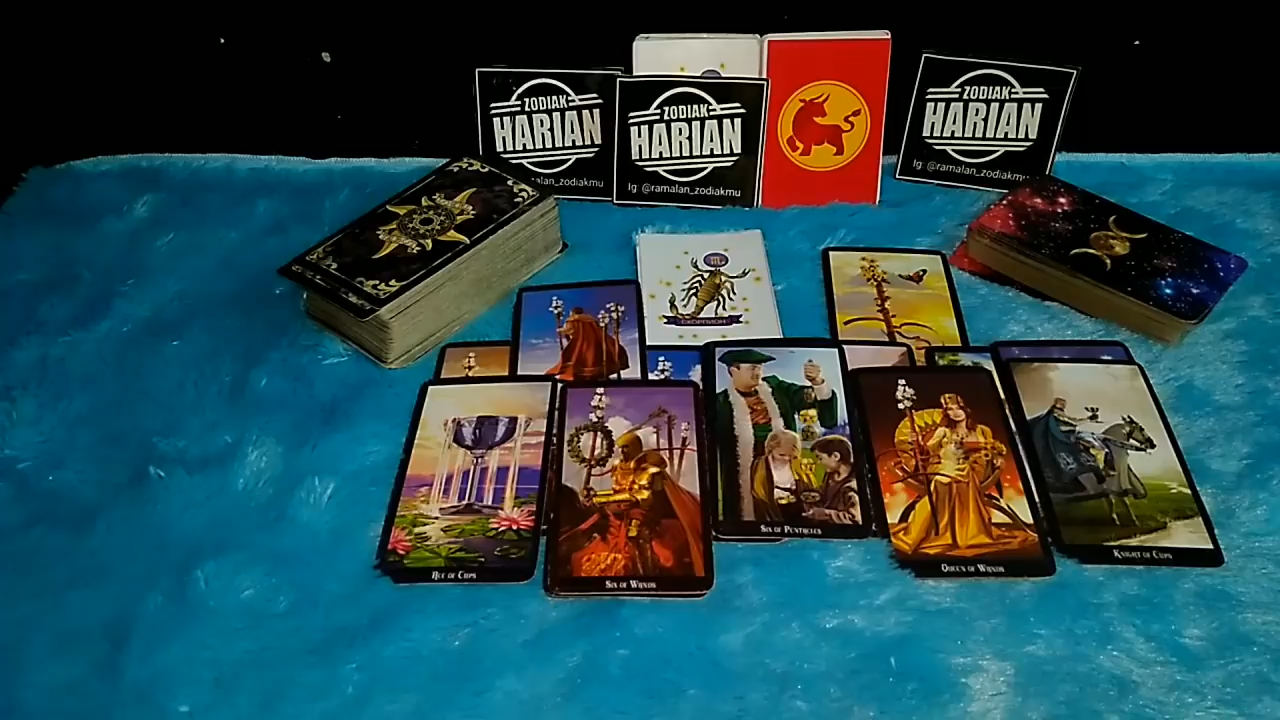 ZODIAK
HARIAN
alan_zodiakmu
ZODIAK
HARIAN
Ig: @ramalan_zodiakmu
ZODIAK
HARIAN
Ig: @ramalan_zodiakmu
СКОРПИОН
Ace of Cups
Six of Wands
Six of Pentacles
Queen of Wands
Knight of Cups